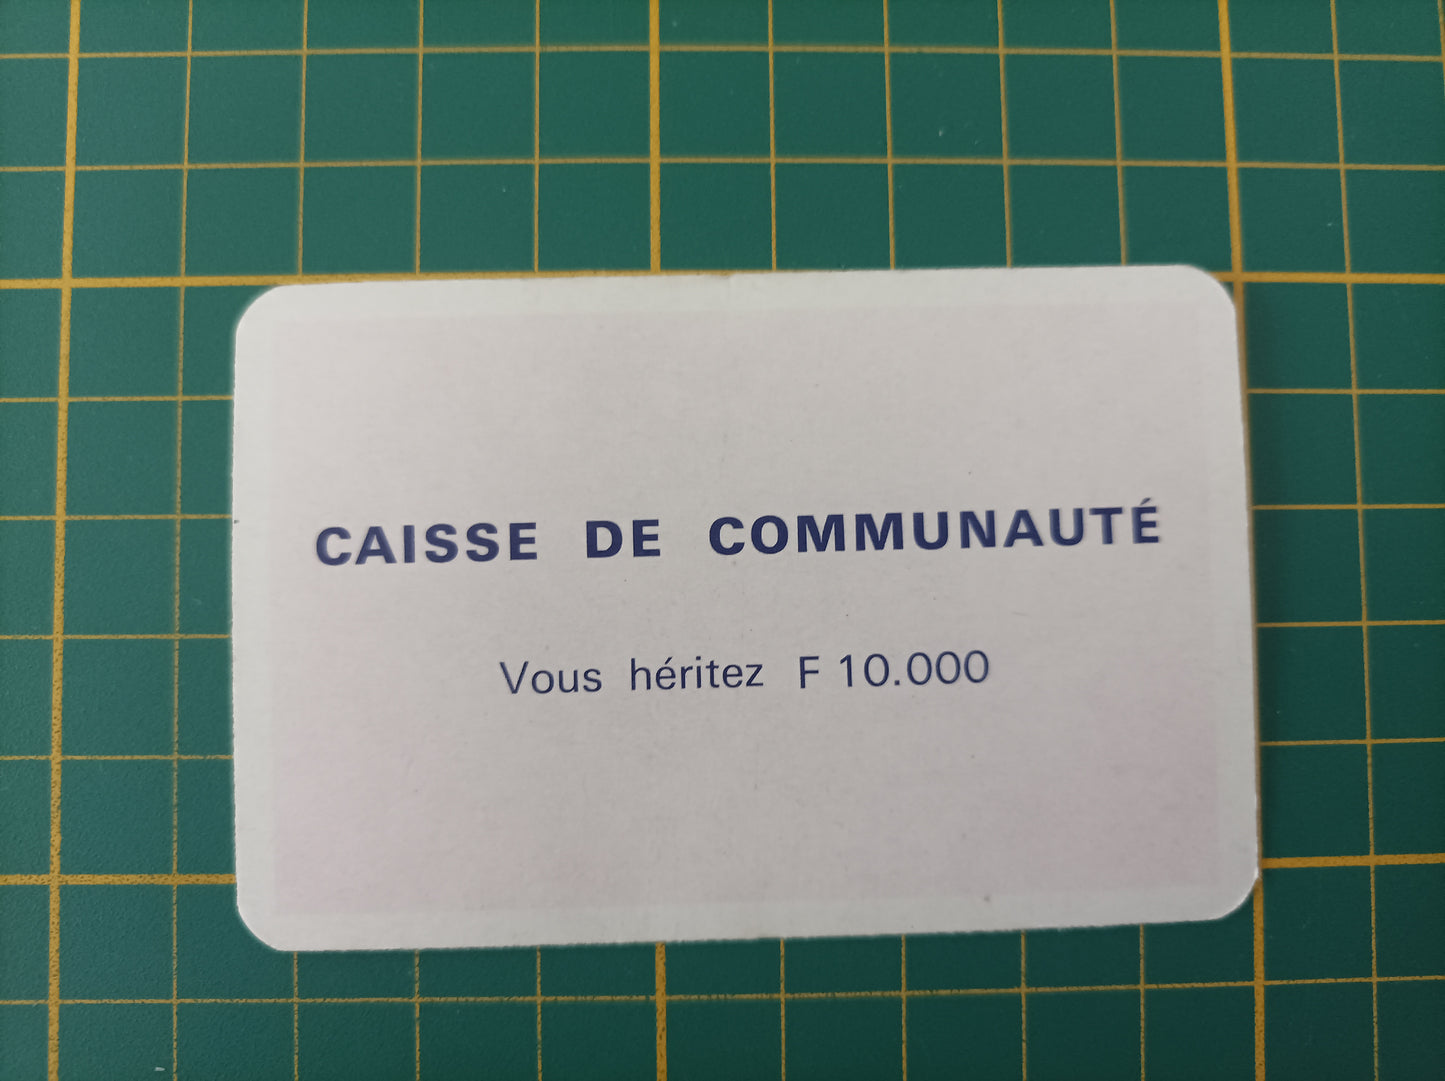 CAISSE DE COMMUNAUTÉ
Vous héritez F 10.000